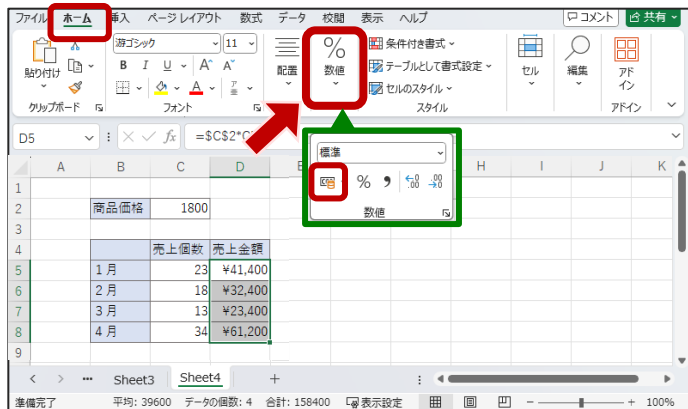 ファイル ホーム 挿入 ページ レイアウト 数式 データ 校閲 表示 ヘルプ コメント 共有
貼り付け
游ゴシック 11
B I U A A
A
配置
% 数値
条件付き書式
テーブルとして書式設定
セルのスタイル
セル
編集
アド
イン
クリップボード フォント スタイル アドイン
D5 fx =$C$2*C
標準
% 9 .00 .00
数値
A B C D E H I J K
1
2 商品価格 1800
3
4 売上個数 売上金額
5 1月 23 ¥41,400
6 2月 18 ¥32,400
7 3月 13 ¥23,400
8 4月 34 ¥61,200
9
< > ••• Sheet3 Sheet4 +
準備完了 平均: 39600 データの個数: 4 合計: 158400 表示設定 - + 100%